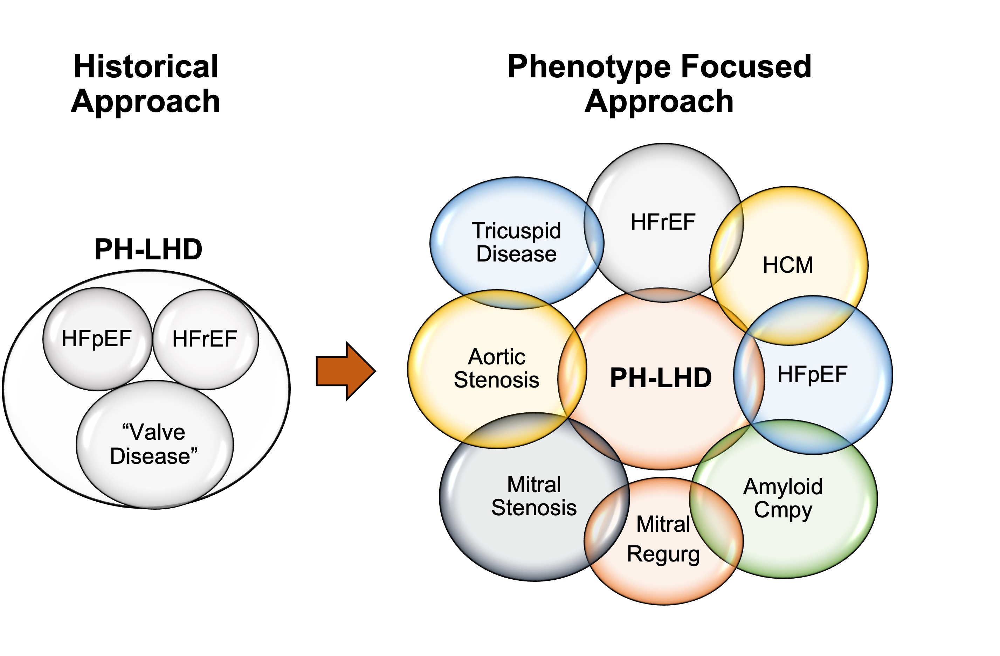 Historical
Approach
PH-LHD
HFpEF
HFrEF
“Valve
Disease”
Phenotype Focused
Approach
Tricuspid
Disease
HFrEF
HCM
Aortic
Stenosis
PH-LHD
HFpEF
Mitral
Stenosis
Mitral
Regurg
Amyloid
Cmpy